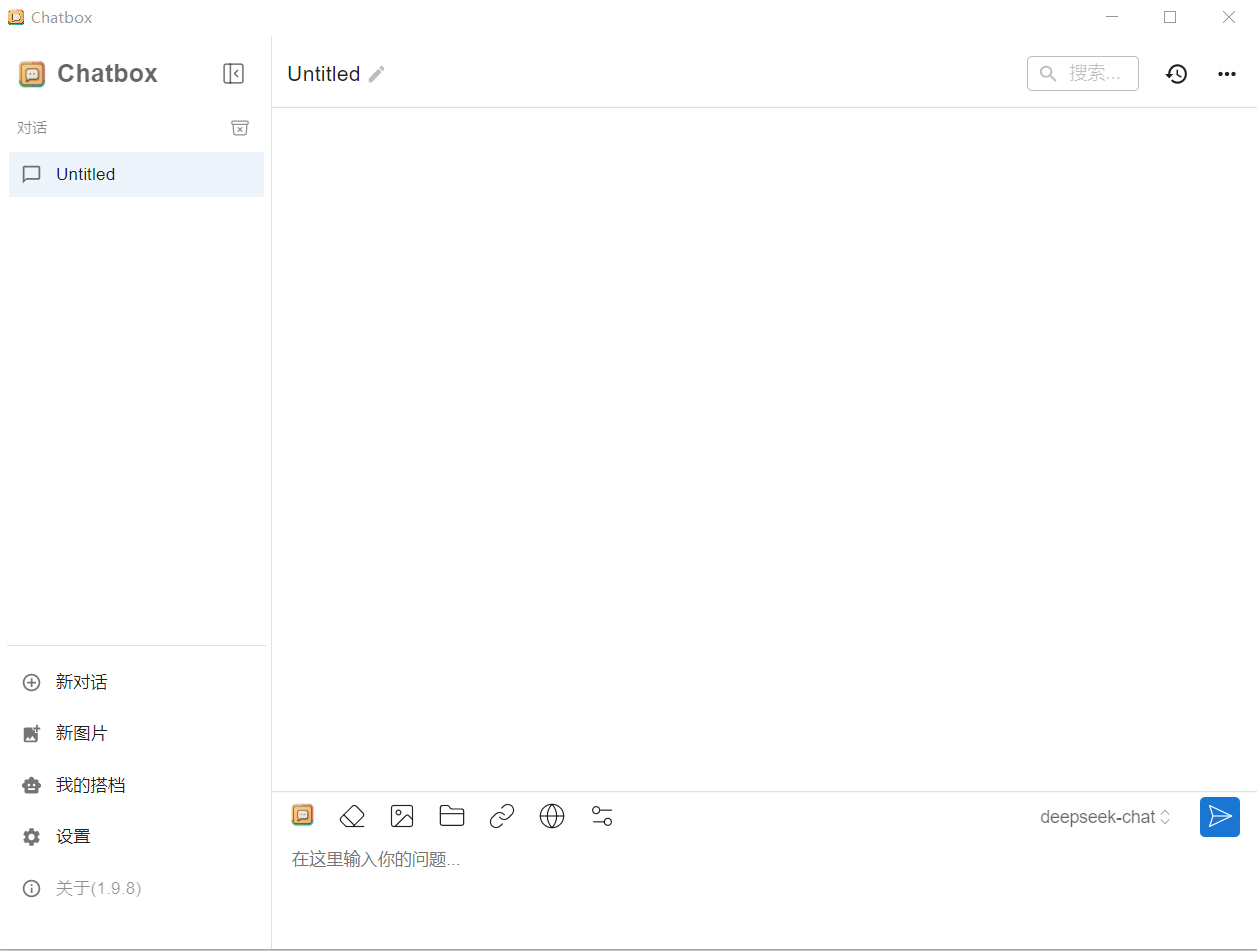 Chatbox
Chatbox
对话
Untitled
新对话
新图片
我的搭档
设置
关于(1.9.8)
Untitled
搜索...
deepseek-chat
在这里输入你的问题...